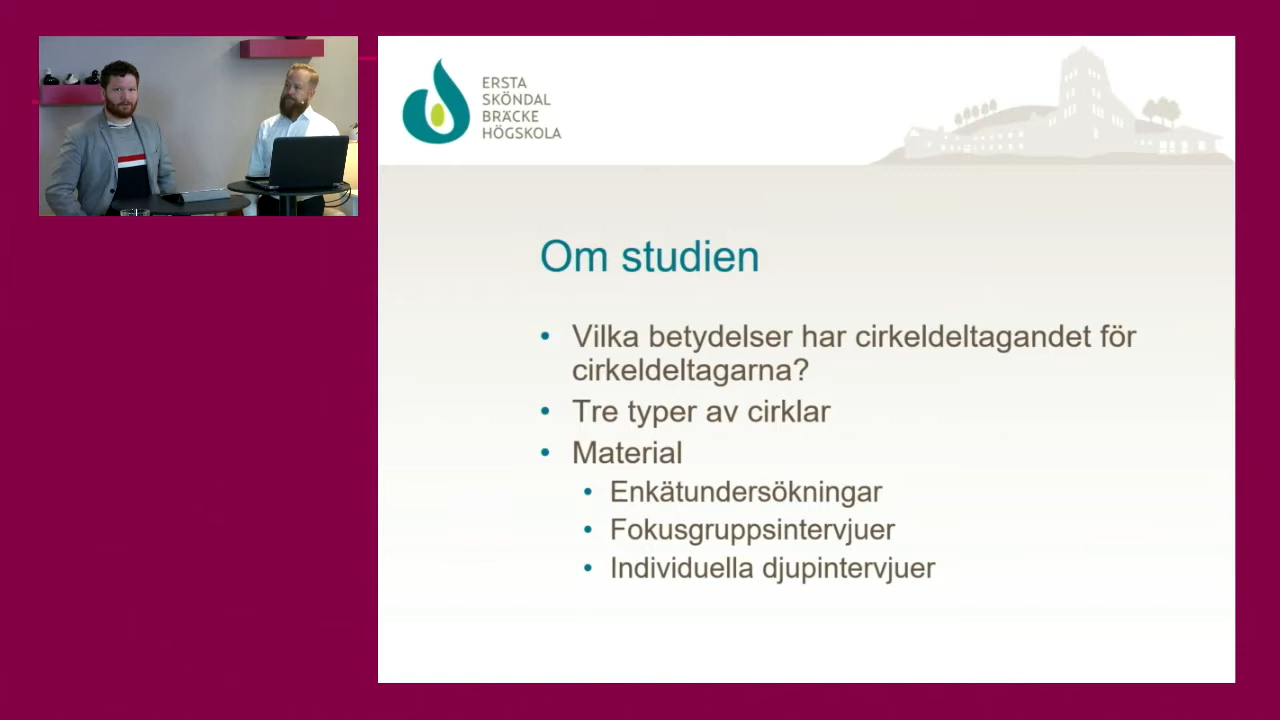 ERSTA
SKÖNDAL
BRÄCKE
HÖGSKOLA
Om studien
• Vilka betydelser har cirkeldeltagandet för
cirkeldeltagarna?
• Tre typer av cirklar
• Material
• Enkätundersökningar
• Fokusgruppsintervjuer
• Individuella djupintervjuer